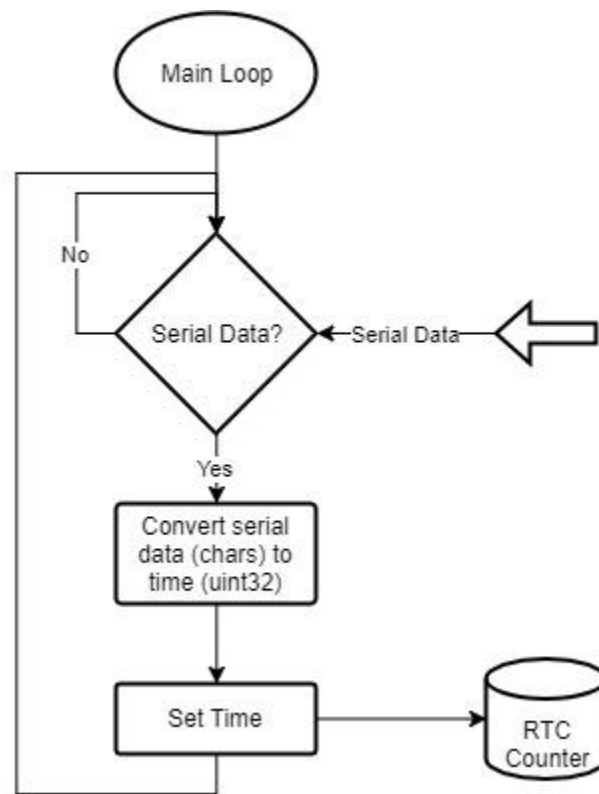 Main Loop
No
Serial Data?
Serial Data
Yes
Convert serial
data (chars) to
time (uint32)
Set Time
RTC
Counter